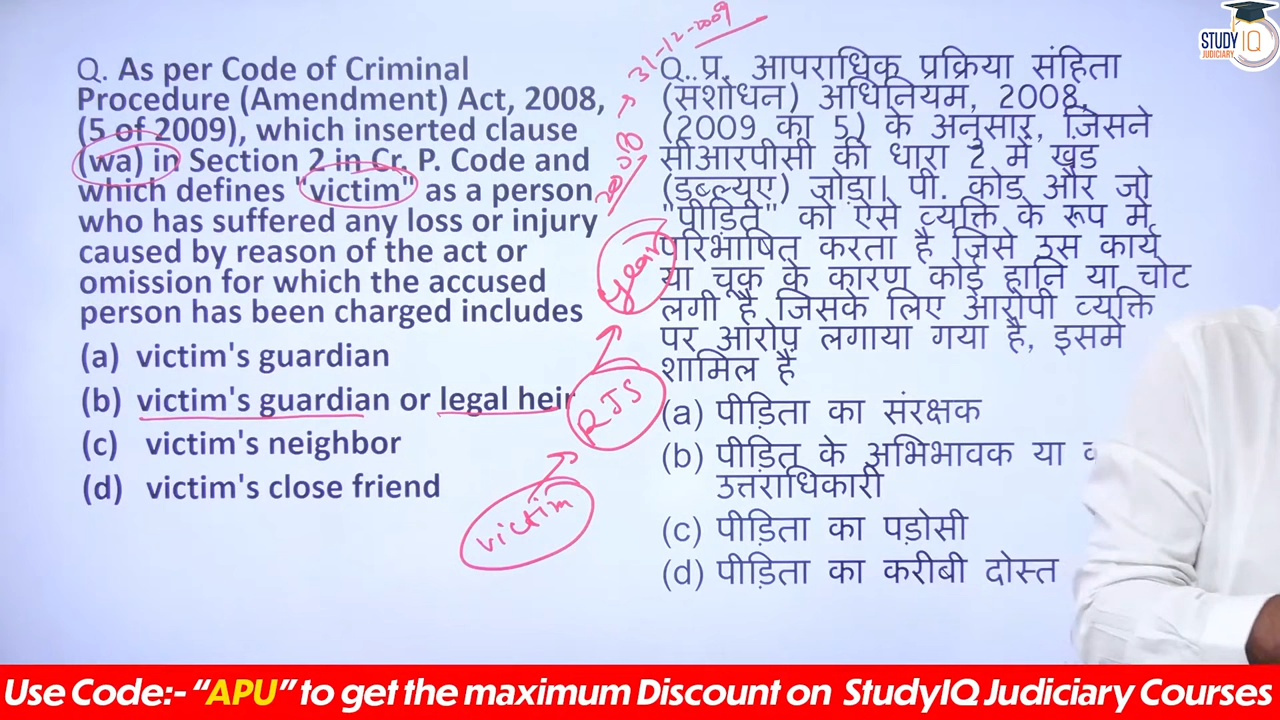 STUDY IQ
JUDICIARY
Q. As per Code of Criminal
Procedure (Amendment) Act, 2008,
(5 of 2009), which inserted clause
(wa) in Section 2 in Cr. P. Code and
which defines "victim" as a person
who has suffered any loss or injury
caused by reason of the act or
omission for which the accused
person has been charged includes
(a) victim's guardian
(b) victim's guardian or legal heir
(c) victim's neighbor
(d) victim's close friend
victim
RJS
year
2008
31-12-2009
Q..प्र. आपराधिक प्रक्रिया संहिता
(संशोधन) अधिनियम, 2008,
(2009 का 5) के अनुसार, जिसने
सीआरपीसी की धारा 2 में खंड
(डब्ल्यूए) जोड़ा। पी. कोड और जो
"पीड़ित" को ऐसे व्यक्ति के रूप में
परिभाषित करता है जिसे उस कार्य
या चूक के कारण कोई हानि या चोट
लगी है जिसके लिए आरोपी व्यक्ति
पर आरोप लगाया गया है, इसमें
शामिल है
(a) पीड़िता का संरक्षक
(b) पीड़ित के अभिभावक या
उत्तराधिकारी
(c) पीड़िता का पड़ोसी
(d) पीड़िता का करीबी दोस्त
Use Code:- “APU” to get the maximum Discount on StudyIQ Judiciary Courses